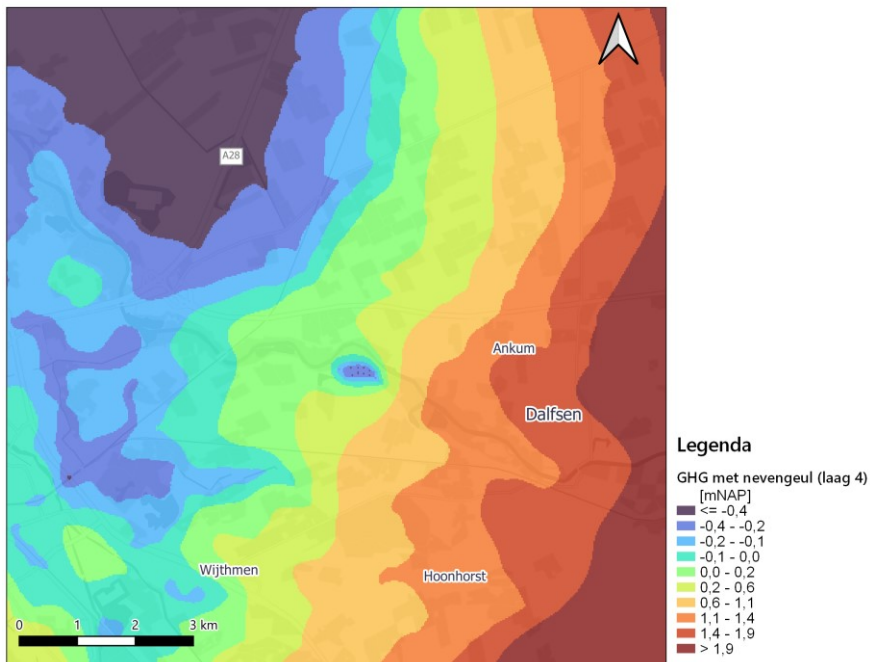 A28
Ankum
Dalfsen
Wijthmen
Hoonhorst
0 1 2 3 km
Legenda
GHG met nevengeul (laag 4)
[mNAP]
<= -0,4
-0,4 - -0,2
-0,2 - -0,1
-0,1 - 0,0
0,0 - 0,2
0,2 - 0,6
0,6 - 1,1
1,1 - 1,4
1,4 - 1,9
> 1,9